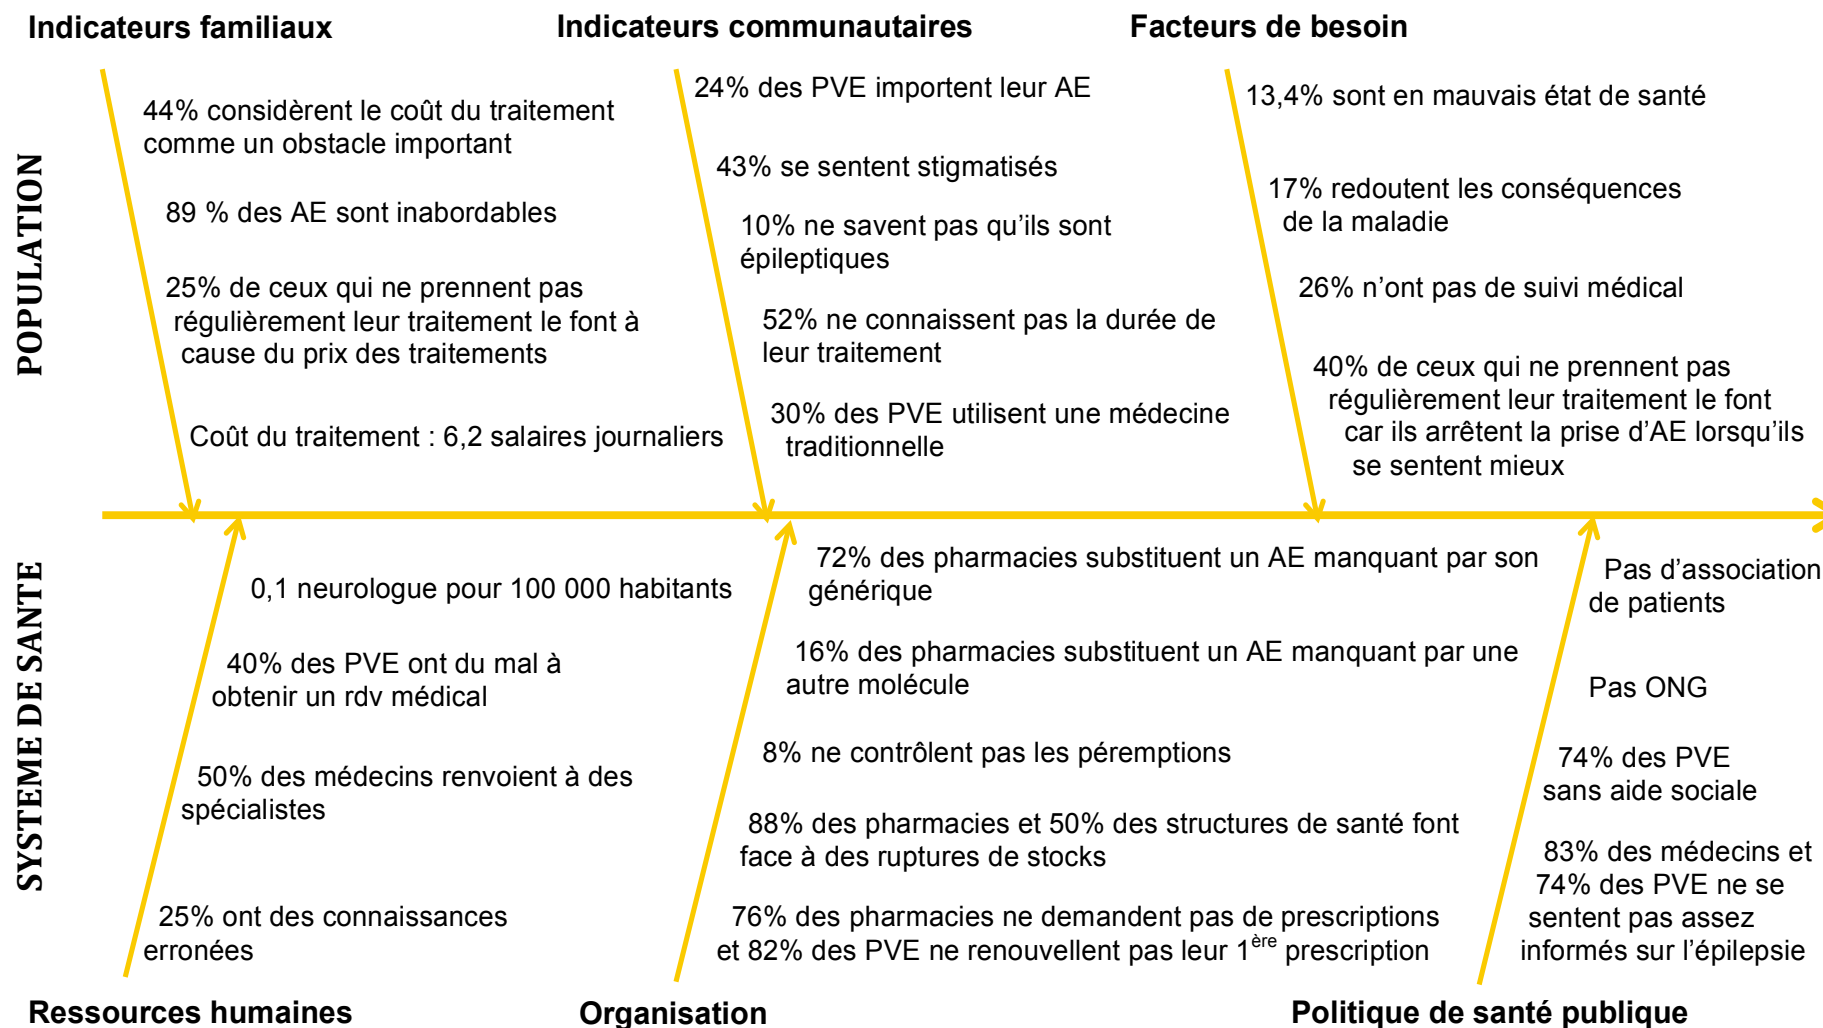 Indicateurs familiaux
Indicateurs communautaires
Facteurs de besoin
POPULATION
44% considèrent le coût du traitement
comme un obstacle important
89 % des AE sont inabordables
25% de ceux qui ne prennent pas
régulièrement leur traitement le font à
cause du prix des traitements
Coût du traitement : 6,2 salaires journaliers
24% des PVE importent leur AE
43% se sentent stigmatisés
10% ne savent pas qu’ils sont
épileptiques
52% ne connaissent pas la durée de
leur traitement
30% des PVE utilisent une médecine
traditionnelle
13,4% sont en mauvais état de santé
17% redoutent les conséquences
de la maladie
26% n’ont pas de suivi médical
40% de ceux qui ne prennent pas
régulièrement leur traitement le font
car ils arrêtent la prise d’AE lorsqu’ils
se sentent mieux
SYSTEME DE SANTE
0,1 neurologue pour 100 000 habitants
40% des PVE ont du mal à
obtenir un rdv médical
50% des médecins renvoient à des
spécialistes
25% ont des connaissances
erronées
72% des pharmacies substituent un AE manquant par son
générique
16% des pharmacies substituent un AE manquant par une
autre molécule
8% ne contrôlent pas les péremptions
88% des pharmacies et 50% des structures de santé font
face à des ruptures de stocks
76% des pharmacies ne demandent pas de prescriptions
et 82% des PVE ne renouvellent pas leur 1ère prescription
Pas d’association
de patients
Pas ONG
74% des PVE
sans aide sociale
83% des médecins et
74% des PVE ne se
sentent pas assez
informés sur l’épilepsie
Ressources humaines
Organisation
Politique de santé publique